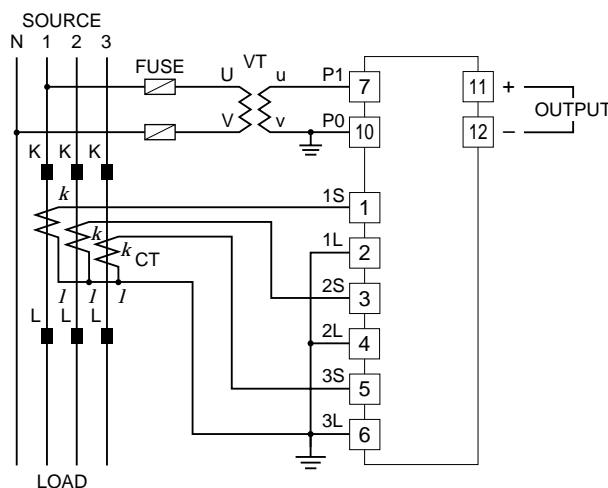 SOURCE
N 1 2 3
FUSE
U VT u P1 7 11 +
OUTPUT
V v P0 10 12 −
K K K
k 1S 1
k
k CT 1L 2
l l l 2S 3
L L L 2L 4
3S 5
3L 6
LOAD